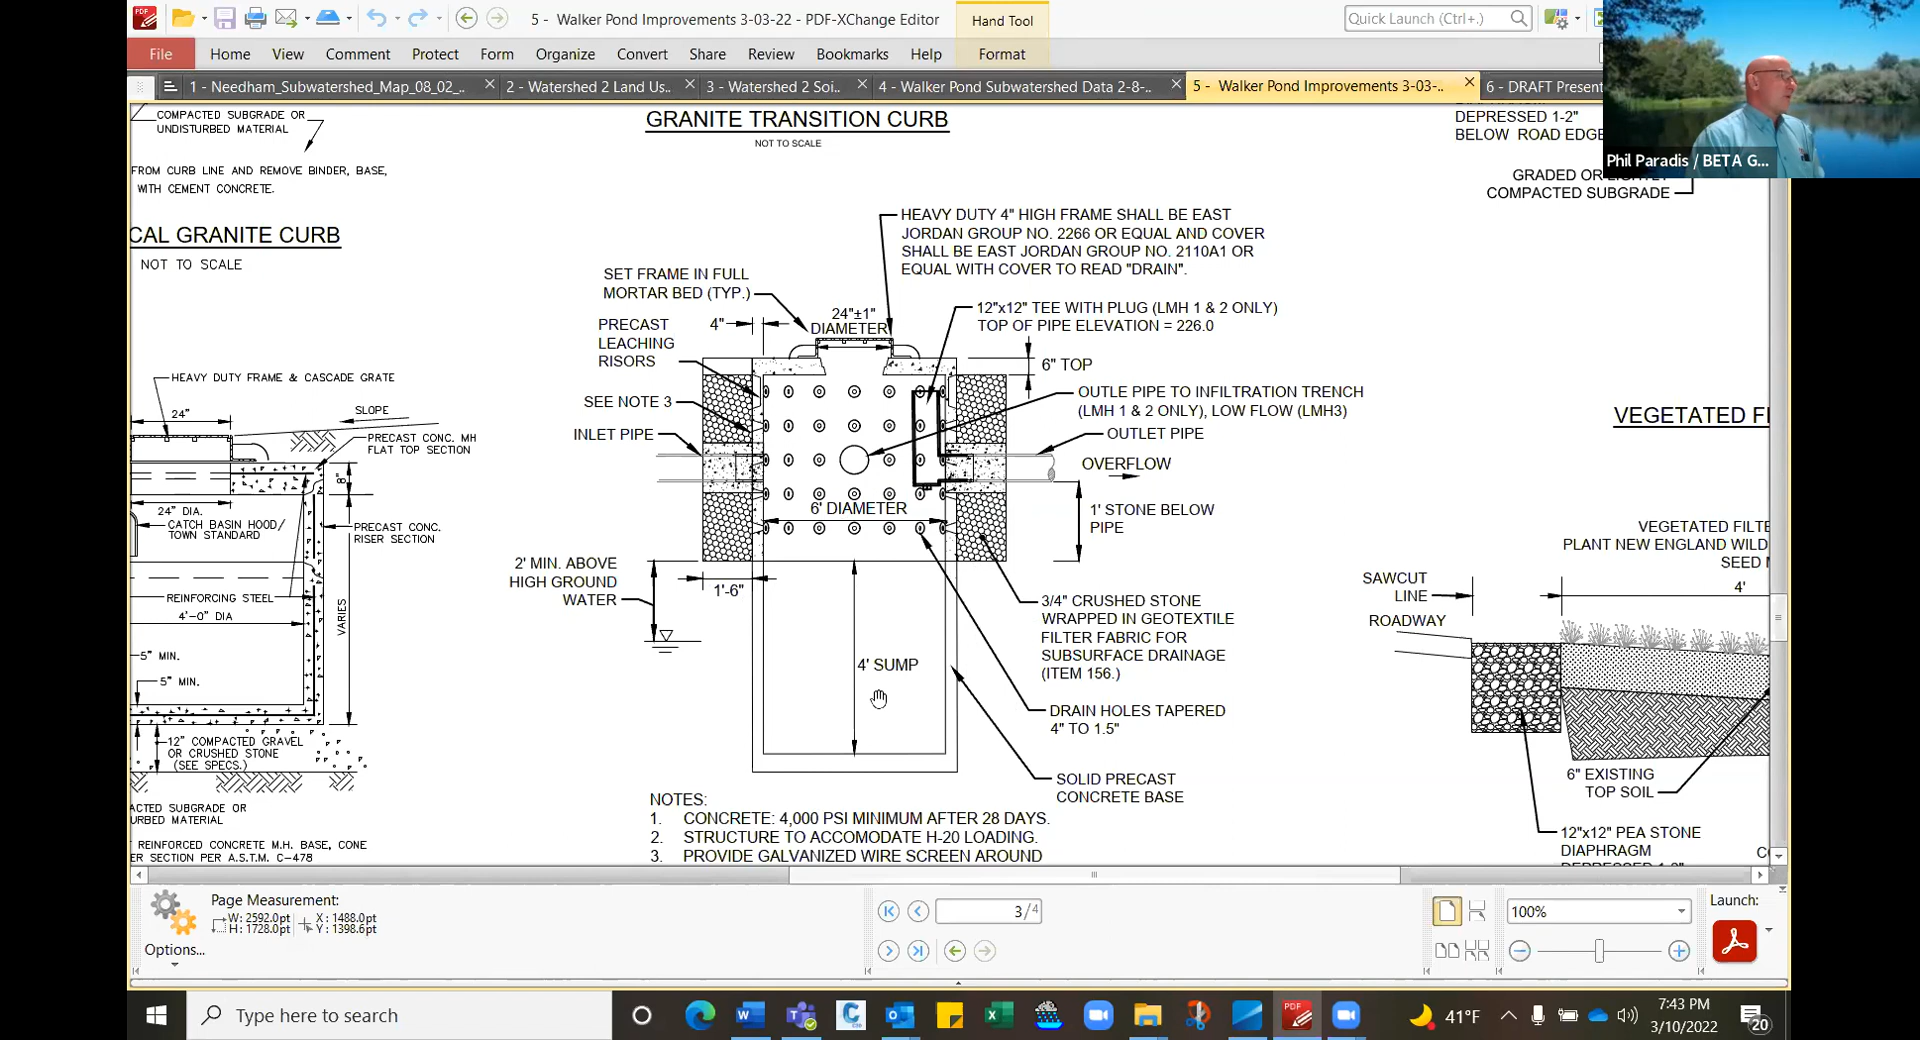 5 - Walker Pond Improvements 3-03-22 - PDF-XChange Editor
Hand Tool
Quick Launch (Ctrl+.)
File Home View Comment Protect Form Organize Convert Share Review Bookmarks Help Format
1 - Needham_Subwatershed_Map_08_02_..
2 - Watershed 2 Land Us..
3 - Watershed 2 Soi..
4 - Walker Pond Subwatershed Data 2-8-..
5 - Walker Pond Improvements 3-03-..
6 - DRAFT Present
Phil Paradis / BETA G...
COMPACTED SUBGRADE OR
UNDISTURBED MATERIAL
FROM CURB LINE AND REMOVE BINDER, BASE,
WITH CEMENT CONCRETE.
CAL GRANITE CURB
NOT TO SCALE
HEAVY DUTY FRAME & CASCADE GRATE
24"
SLOPE
PRECAST CONC. MH
FLAT TOP SECTION
8"
24" DIA.
CATCH BASIN HOOD/
TOWN STANDARD
PRECAST CONC.
RISER SECTION
REINFORCING STEEL
4'-0" DIA
VARIES
5" MIN.
5" MIN.
12" COMPACTED GRAVEL
OR CRUSHED STONE
(SEE SPECS.)
ACTED SUBGRADE OR
URBED MATERIAL
REINFORCED CONCRETE M.H. BASE, CONE
ER SECTION PER A.S.T.M. C-478
GRANITE TRANSITION CURB
NOT TO SCALE
HEAVY DUTY 4" HIGH FRAME SHALL BE EAST
JORDAN GROUP NO. 2266 OR EQUAL AND COVER
SHALL BE EAST JORDAN GROUP NO. 2110A1 OR
EQUAL WITH COVER TO READ "DRAIN".
SET FRAME IN FULL
MORTAR BED (TYP.)
24"±1"
DIAMETER
12"x12" TEE WITH PLUG (LMH 1 & 2 ONLY)
TOP OF PIPE ELEVATION = 226.0
PRECAST
LEACHING
RISORS
4"
6" TOP
SEE NOTE 3
INLET PIPE
OUTLE PIPE TO INFILTRATION TRENCH
(LMH 1 & 2 ONLY), LOW FLOW (LMH3)
OUTLET PIPE
OVERFLOW
6' DIAMETER
1' STONE BELOW
PIPE
2' MIN. ABOVE
HIGH GROUND
WATER
1'-6"
3/4" CRUSHED STONE
WRAPPED IN GEOTEXTILE
FILTER FABRIC FOR
SUBSURFACE DRAINAGE
(ITEM 156.)
4' SUMP
DRAIN HOLES TAPERED
4" TO 1.5"
SOLID PRECAST
CONCRETE BASE
NOTES:
1. CONCRETE: 4,000 PSI MINIMUM AFTER 28 DAYS.
2. STRUCTURE TO ACCOMODATE H-20 LOADING.
3. PROVIDE GALVANIZED WIRE SCREEN AROUND
DEPRESSED 1-2"
BELOW ROAD EDGE
GRADED OR LIGHTLY
COMPACTED SUBGRADE
VEGETATED FI
VEGETATED FILTE
PLANT NEW ENGLAND WILD
SEED M
SAWCUT
LINE
4'
ROADWAY
6" EXISTING
TOP SOIL
12"x12" PEA STONE
DIAPHRAGM
DEPRESSED 1-2"
Options...
Page Measurement:
W: 2592.0pt
H: 1728.0pt
X: 1488.0pt
Y: 1398.6pt
3 / 4
100%
Launch:
Type here to search
41°F
7:43 PM
3/10/2022
20